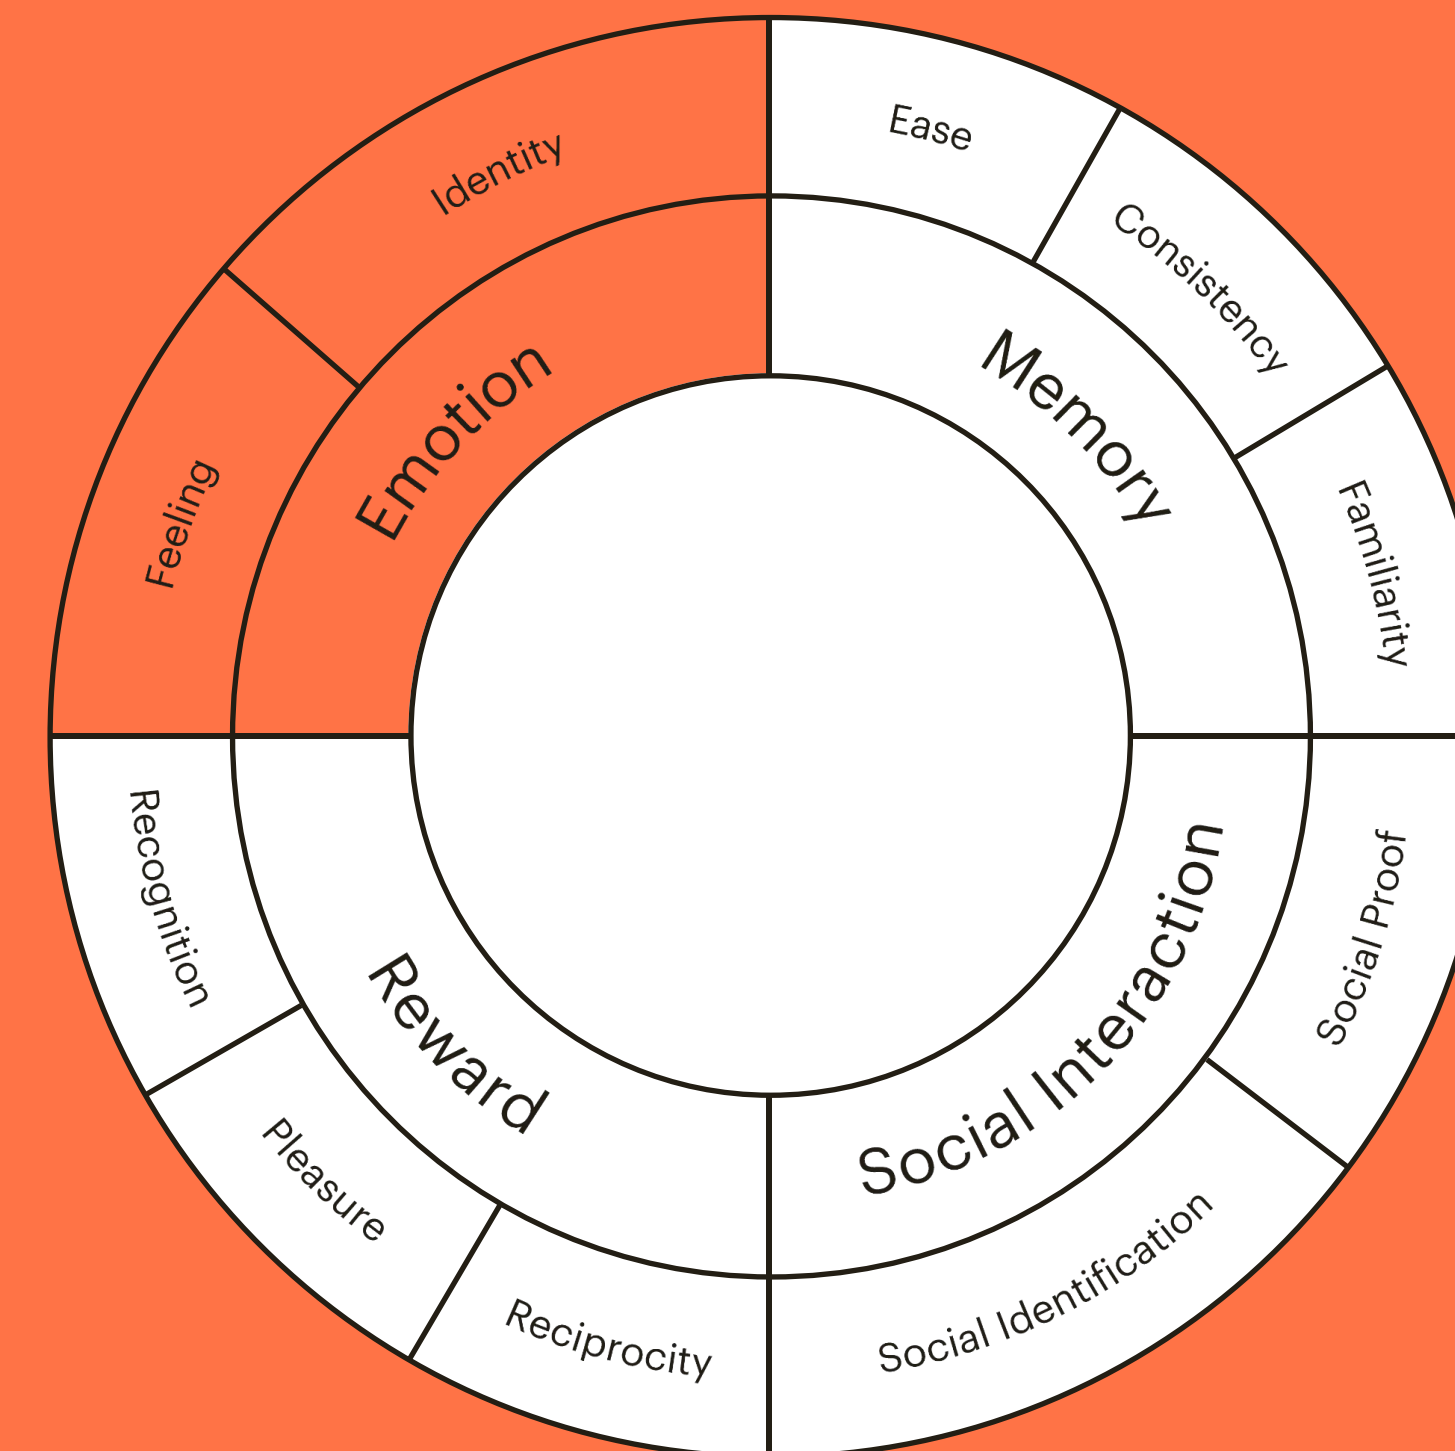 Identity
Ease
Consistency
Familiarity
Feeling
Emotion
Memory
Recognition
Reward
Social Interaction
Social Proof
Pleasure
Reciprocity
Social Identification